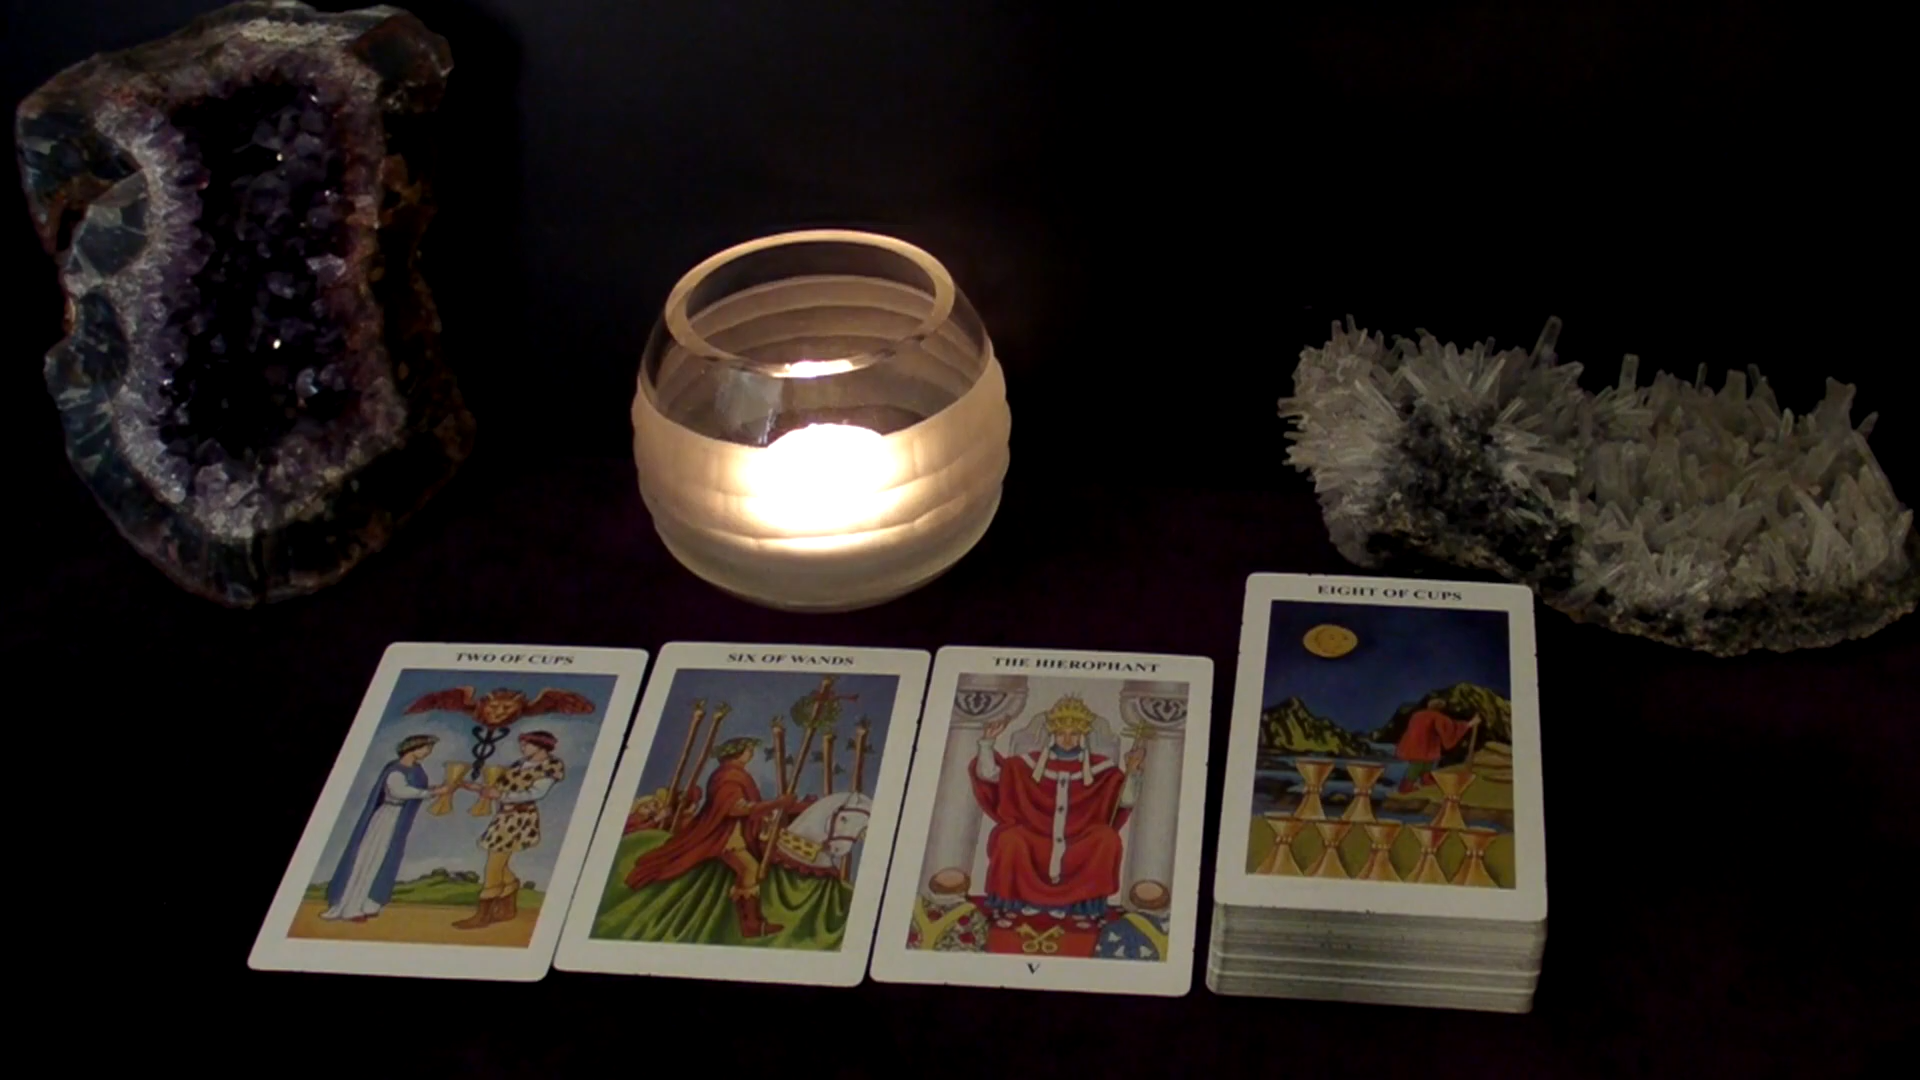 TWO OF CUPS
SIX OF WANDS
THE HIEROPHANT
V
EIGHT OF CUPS